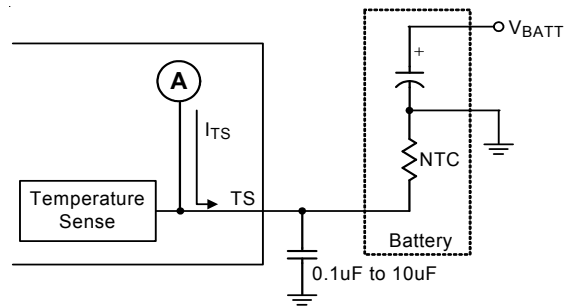 V_BATT
+
A
I_TS
NTC
Temperature
Sense
TS
Battery
0.1uF to 10uF